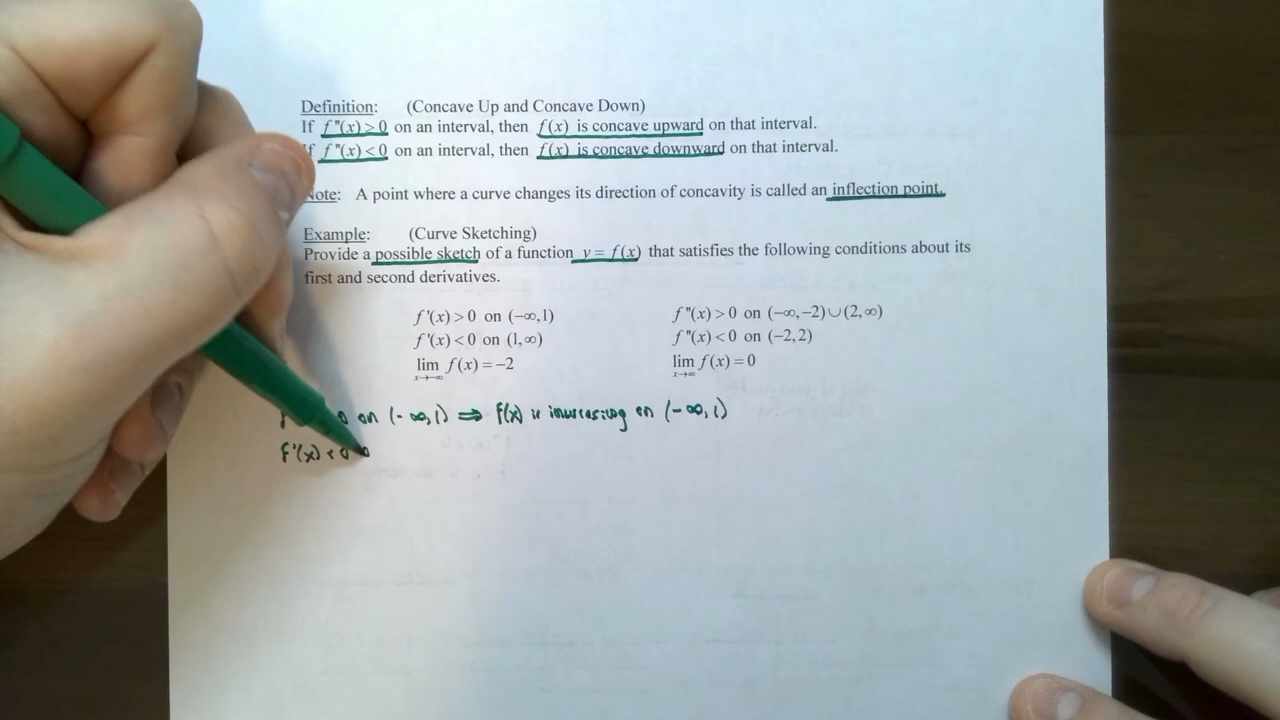 Definition: (Concave Up and Concave Down)
If f"(x) > 0 on an interval, then f(x) is concave upward on that interval.
If f"(x) < 0 on an interval, then f(x) is concave downward on that interval.
Note: A point where a curve changes its direction of concavity is called an inflection point.
Example: (Curve Sketching)
Provide a possible sketch of a function y = f(x) that satisfies the following conditions about its
first and second derivatives.
f'(x) > 0 on (−∞,1) f"(x) > 0 on (−∞,−2)∪(2,∞)
f'(x) < 0 on (1,∞) f"(x) < 0 on (−2,2)
lim f(x) = −2 lim f(x) = 0
x→−∞ x→∞
on (-∞,1) ⇒ f(x) is increasing on (-∞,1)
f'(x) < 0